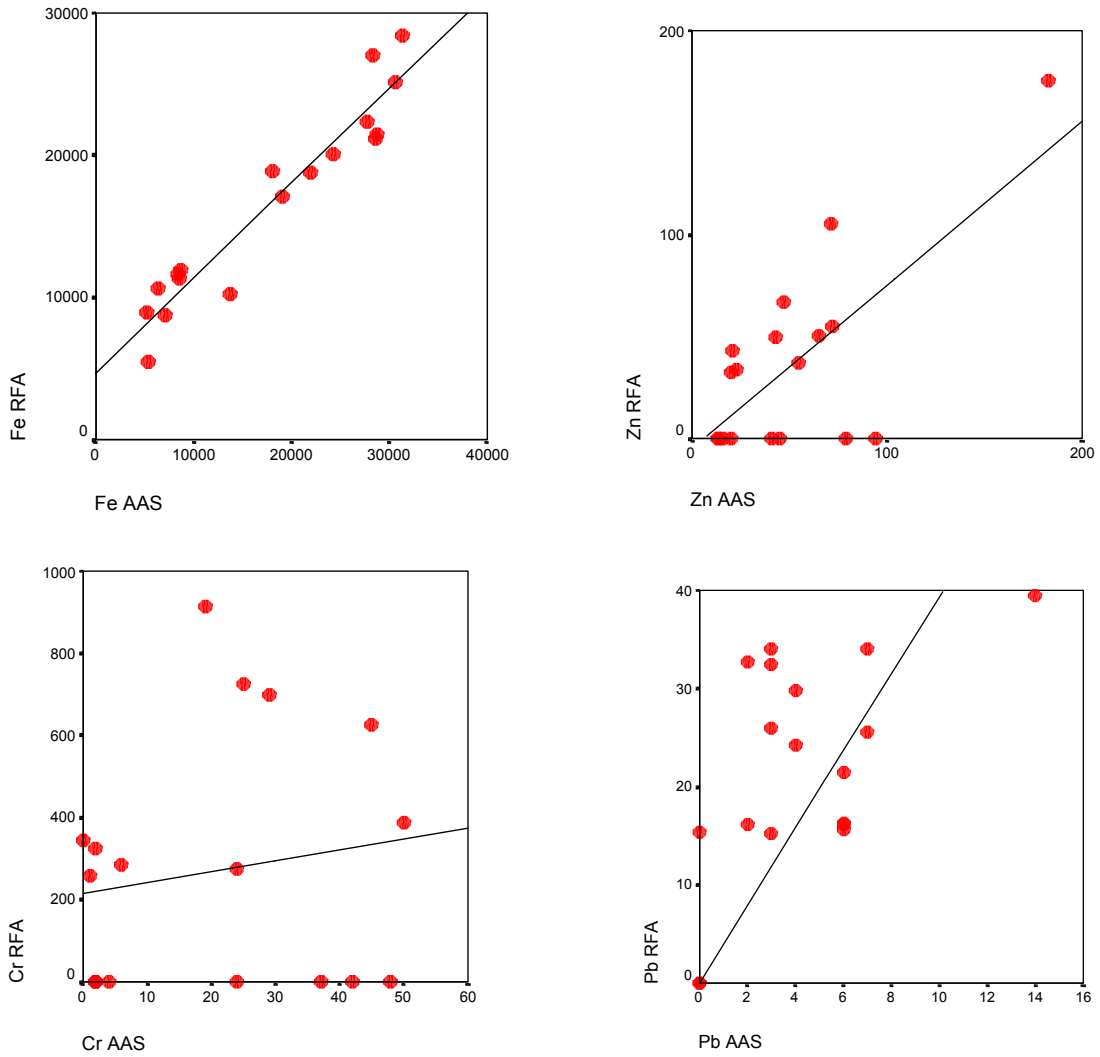 30000
20000
10000
0
Fe RFA
0 10000 20000 30000 40000
Fe AAS
200
100
0
Zn RFA
0 100 200
Zn AAS
1000
800
600
400
200
0
Cr RFA
0 10 20 30 40 50 60
Cr AAS
40
30
20
10
0
Pb RFA
0 2 4 6 8 10 12 14 16
Pb AAS